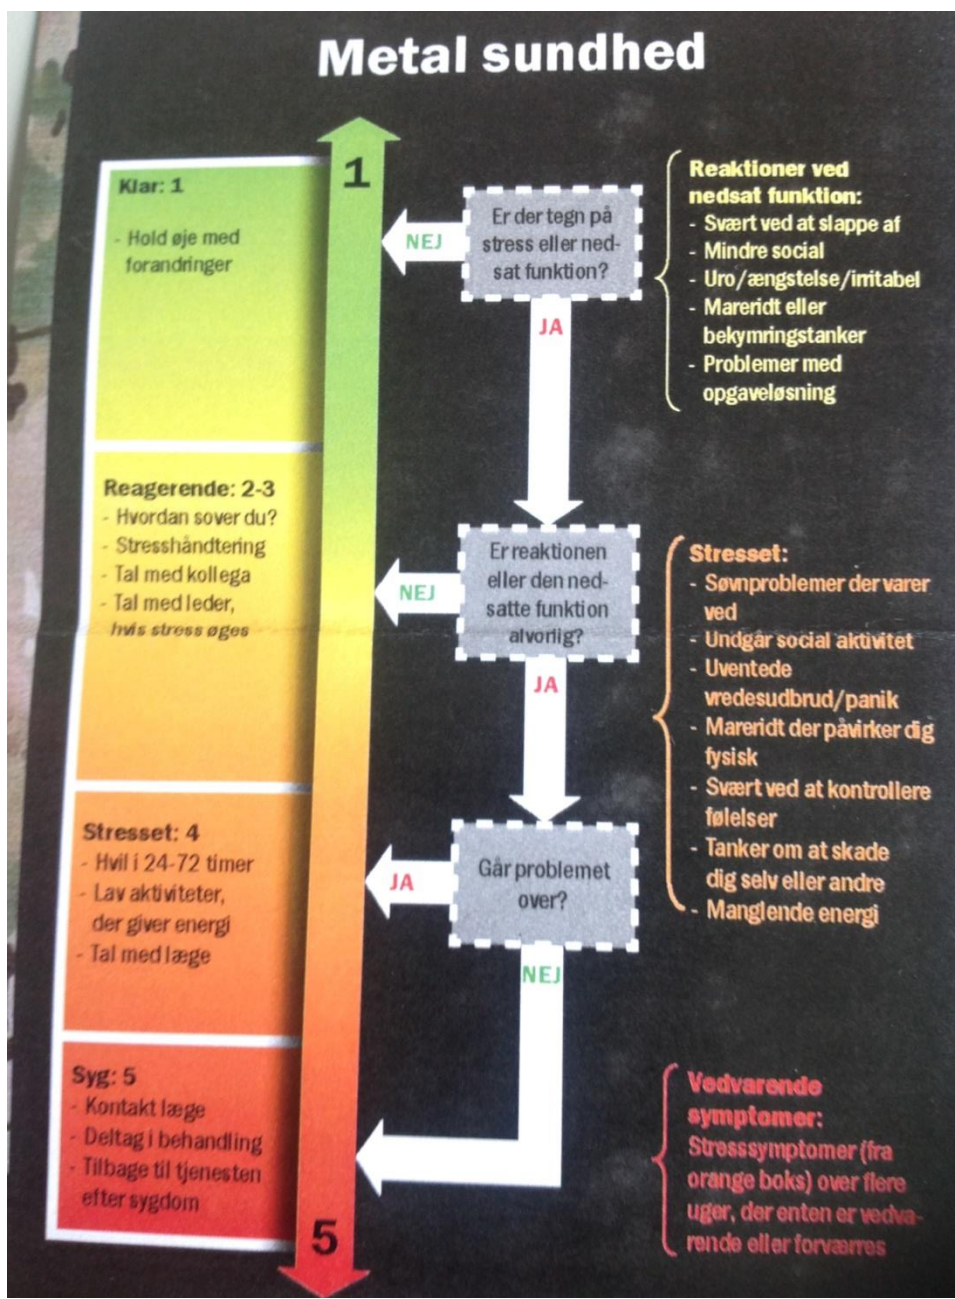 Metal sundhed
1
Klar: 1
- Hold øje med
forandringer
NEJ
Er der tegn på
stress eller ned-
sat funktion?
JA
Reaktioner ved
nedsat funktion:
- Svært ved at slappe af
- Mindre social
- Uro/ængstelse/irritabel
- Mareridt eller
bekymringstanker
- Problemer med
opgaveløsning
Reagerende: 2-3
- Hvordan sover du?
- Stresshåndtering
- Tal med kollega
- Tal med leder,
hvis stress øges
NEJ
Er reaktionen
eller den ned-
satte funktion
alvorlig?
JA
Stresset:
- Søvnproblemer der varer
ved
- Undgår social aktivitet
- Uventede
vredesudbrud/panik
- Mareridt der påvirker dig
fysisk
- Svært ved at kontrollere
følelser
- Tanker om at skade
dig selv eller andre
- Manglende energi
Stresset: 4
- Hvil i 24-72 timer
- Lav aktiviteter,
der giver energi
- Tal med læge
JA
Går problemet
over?
NEJ
Syg: 5
- Kontakt læge
- Deltag i behandling
- Tilbage til tjenesten
efter sygdom
5
Vedvarende
symptomer:
Stresssymptomer (fra
orange boks) over flere
uger, der enten er vedva-
rende eller forværres